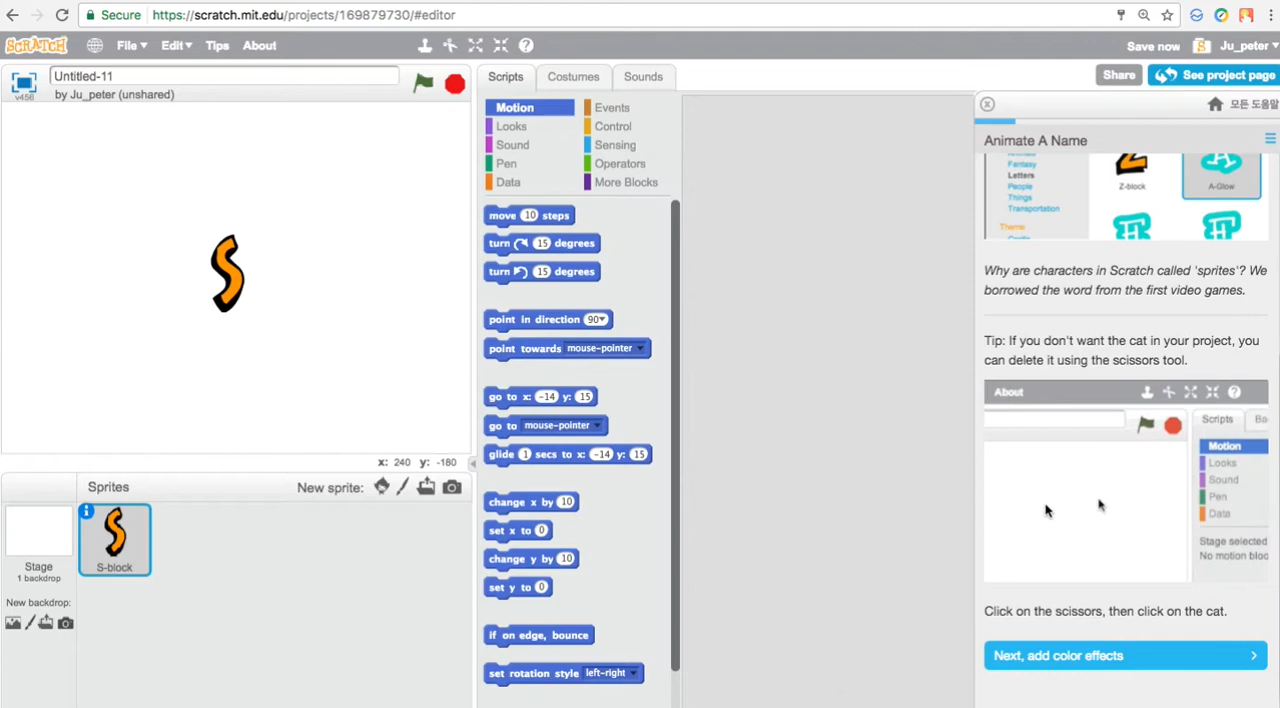 Secure https://scratch.mit.edu/projects/169879730/#editor
SCRATCH File Edit Tips About Save now Ju_peter
v456
Untitled-11
by Ju_peter (unshared)
Scripts Costumes Sounds
Share See project page
Motion Events
Looks Control
Sound Sensing
Pen Operators
Data More Blocks
move 10 steps
turn 15 degrees
turn 15 degrees
point in direction 90
point towards mouse-pointer
go to x: -14 y: 15
go to mouse-pointer
glide 1 secs to x: -14 y: 15
change x by 10
set x to 0
change y by 10
set y to 0
if on edge, bounce
set rotation style left-right
S
x: 240 y: -180
Sprites New sprite:
S
S-block
Stage
1 backdrop
New backdrop:
모든 도움말
Animate A Name
Fantasy
Letters
People
Things
Transportation
Theme
Z
Z-block
A
A-Glow
Why are characters in Scratch called 'sprites'? We
borrowed the word from the first video games.
Tip: If you don't want the cat in your project, you
can delete it using the scissors tool.
About
Scripts Ba
Motion
Looks
Sound
Pen
Data
Stage selected
No motion bloc
Click on the scissors, then click on the cat.
Next, add color effects